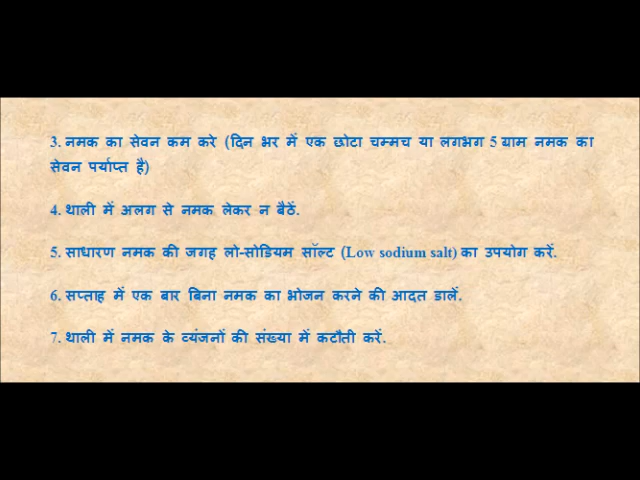 3. नमक का सेवन कम करे (दिन भर में एक छोटा चम्मच या लगभग 5 ग्राम नमक का
सेवन पर्याप्त है)
4. थाली में अलग से नमक लेकर न बैठें.
5. साधारण नमक की जगह लो-सोडियम सॉल्ट (Low sodium salt) का उपयोग करें.
6. सप्ताह में एक बार बिना नमक का भोजन करने की आदत डालें.
7. थाली में नमक के व्यंजनों की संख्या में कटौती करें.